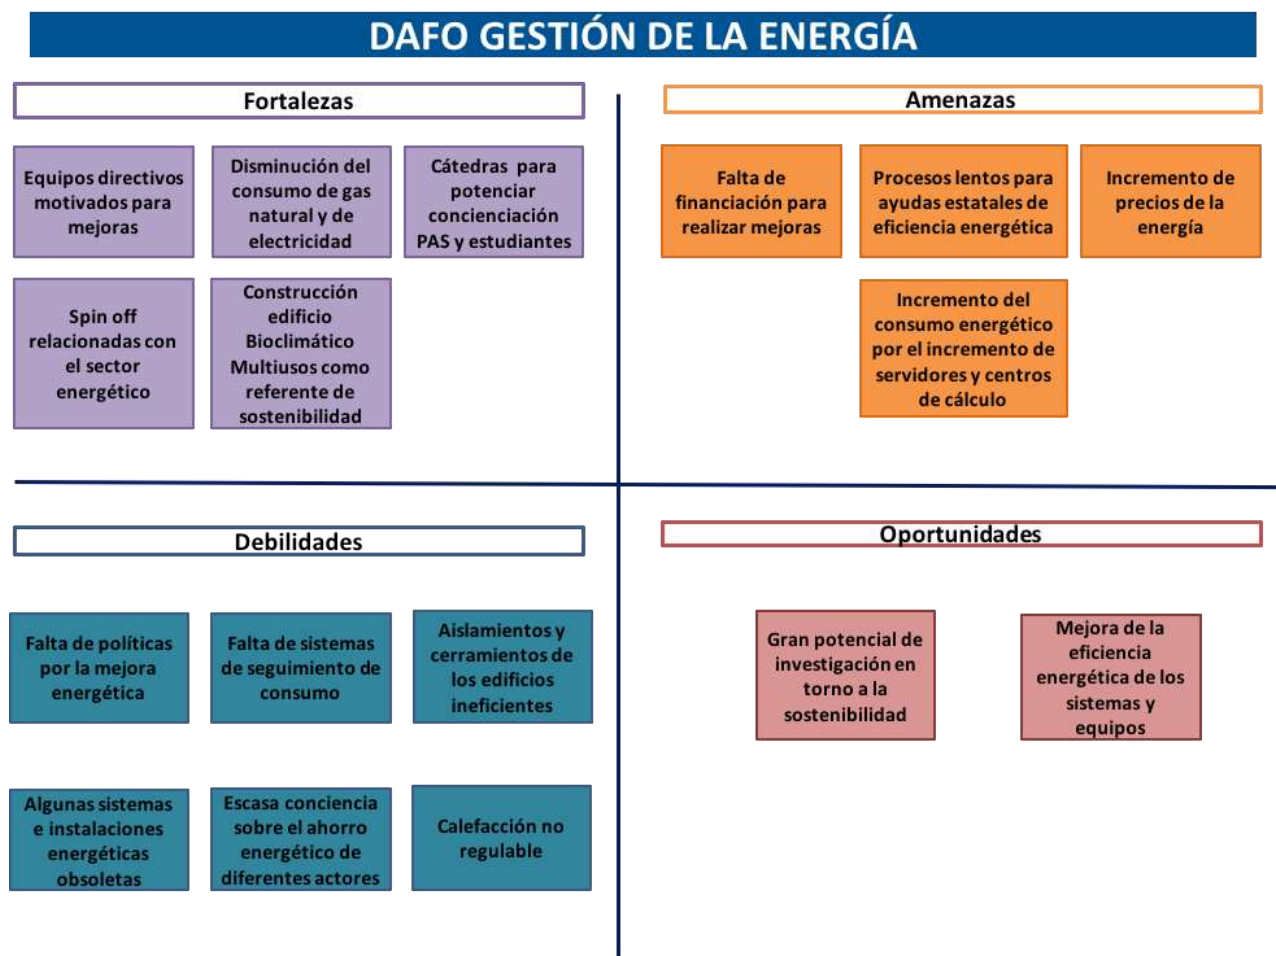 DAFO GESTIÓN DE LA ENERGÍA
Fortalezas
Equipos directivos
motivados para
mejoras
Disminución del
consumo de gas
natural y de
electricidad
Cátedras para
potenciar
concienciación
PAS y estudiantes
Spin off
relacionadas con
el sector
energético
Construcción
edificio
Bioclimático
Multiusos como
referente de
sostenibilidad
Amenazas
Falta de
financiación para
realizar mejoras
Procesos lentos para
ayudas estatales de
eficiencia energética
Incremento de
precios de la
energía
Incremento del
consumo energético
por el incremento de
servidores y centros
de cálculo
Debilidades
Falta de políticas
por la mejora
energética
Falta de sistemas
de seguimiento de
consumo
Aislamientos y
cerramientos de
los edificios
ineficientes
Algunas sistemas
e instalaciones
energéticas
obsoletas
Escasa conciencia
sobre el ahorro
energético de
diferentes actores
Calefacción no
regulable
Oportunidades
Gran potencial de
investigación en
torno a la
sostenibilidad
Mejora de la
eficiencia
energética de los
sistemas y
equipos